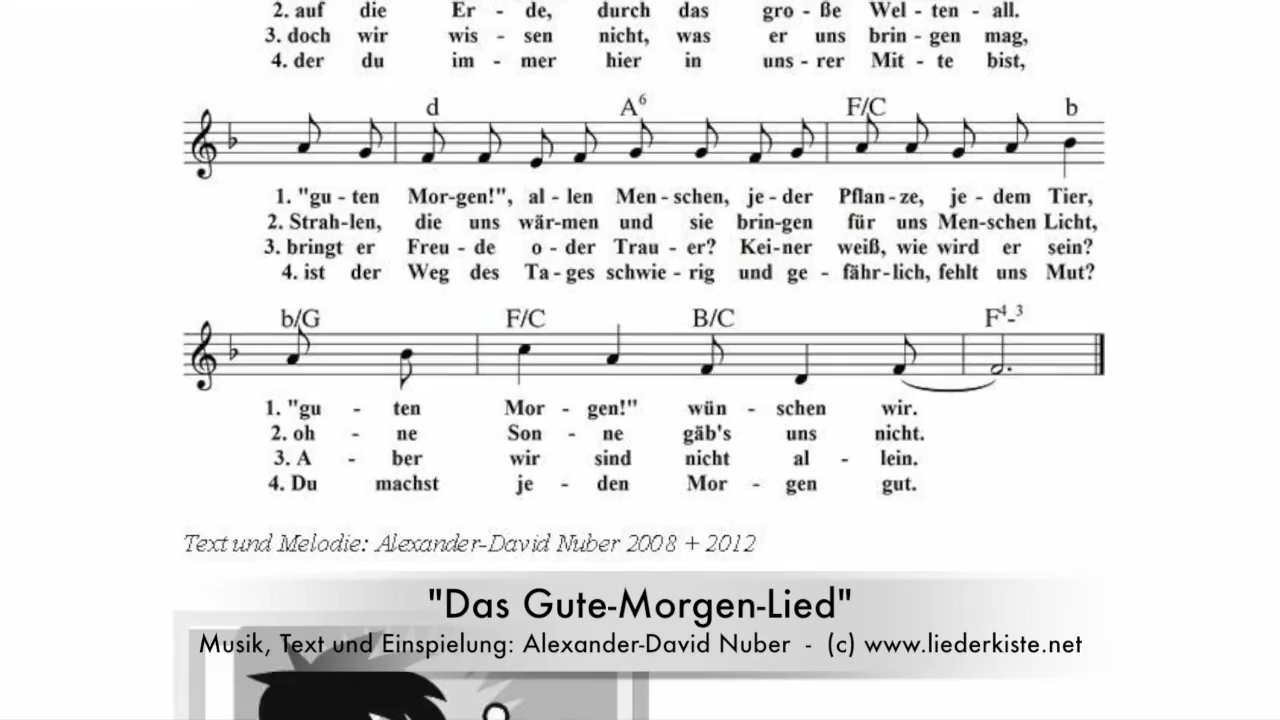 2. auf die Er - de, durch das gro - ße Wel - ten - all.
3. doch wir wis - sen nicht, was er uns brin - gen mag,
4. der du im - mer hier in uns - rer Mit - te bist,
d A6 F/C b
1. "gu - ten Mor-gen!", al - len Men - schen, je - der Pflan - ze, je - dem Tier,
2. Strah-len, die uns wär-men und sie brin-gen für uns Men-schen Licht,
3. bringt er Freu - de o - der Trau - er? Kei-ner weiß, wie wird er sein?
4. ist der Weg des Ta - ges schwie - rig und ge - fähr-lich, fehlt uns Mut?
b/G F/C B/C F4-3
1. "gu - ten Mor - gen!" wün - schen wir.
2. oh - ne Son - ne gäb's uns nicht.
3. A - ber wir sind nicht al - lein.
4. Du machst je - den Mor - gen gut.
Text und Melodie: Alexander-David Nuber 2008 + 2012
"Das Gute-Morgen-Lied"
Musik, Text und Einspielung: Alexander-David Nuber - (c) www.liederkiste.net